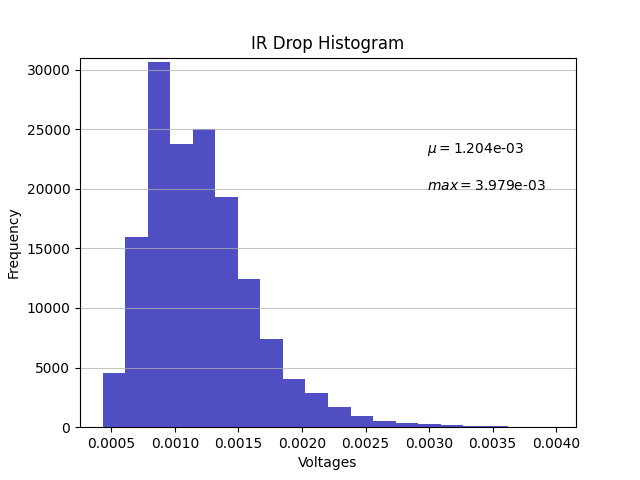 IR Drop Histogram
30000
25000
20000
15000
10000
5000
0
Frequency
μ = 1.204e-03
max = 3.979e-03
0.0005 0.0010 0.0015 0.0020 0.0025 0.0030 0.0035 0.0040
Voltages